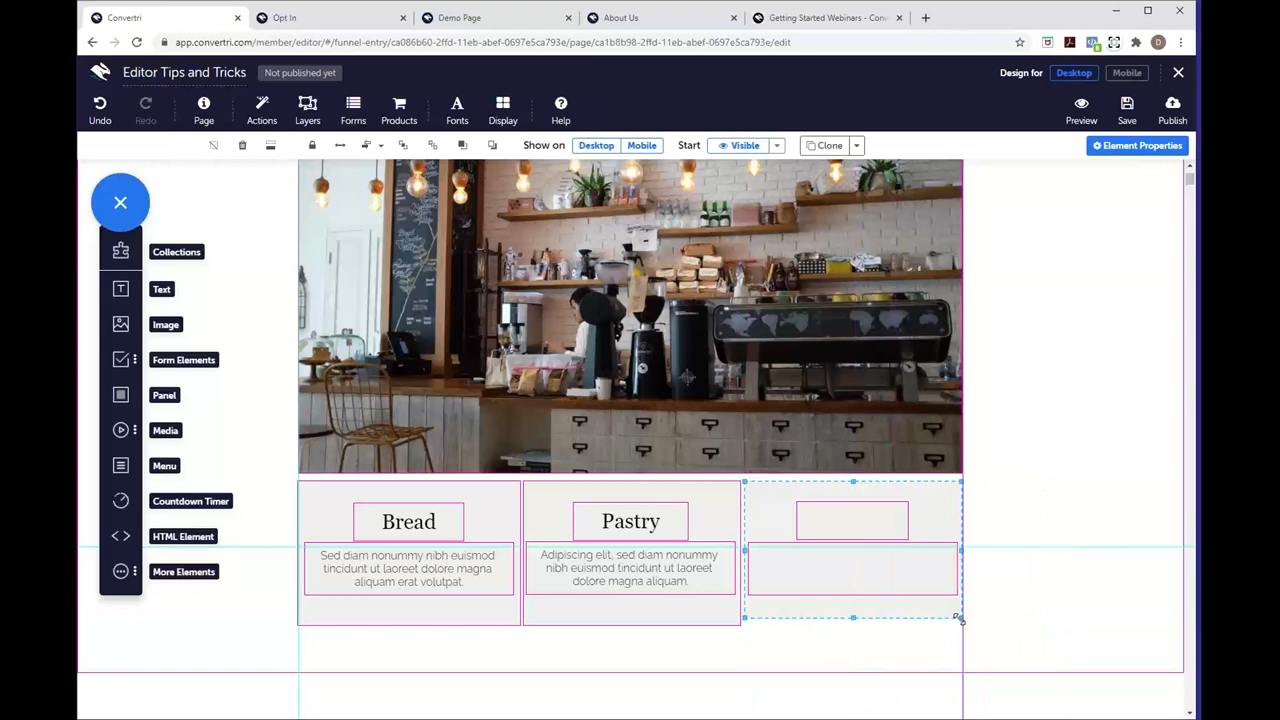 Convertri
Opt In
Demo Page
About Us
Getting Started Webinars - Conv
app.convertri.com/member/editor/#/funnel-entry/ca086b60-2ffd-11eb-abef-0697e5ca793e/page/ca1b8b98-2ffd-11eb-abef-0697e5ca793e/edit
Editor Tips and Tricks
Not published yet
Design for
Desktop
Mobile
Undo
Redo
Page
Actions
Layers
Forms
Products
Fonts
Display
Help
Preview
Save
Publish
Show on
Desktop
Mobile
Start
Visible
Clone
Element Properties
Collections
Text
Image
Form Elements
Panel
Media
Menu
Countdown Timer
HTML Element
More Elements
Bread
Sed diam nonummy nibh euismod
tincidunt ut laoreet dolore magna
aliquam erat volutpat.
Pastry
Adipiscing elit, sed diam nonummy
nibh euismod tincidunt ut laoreet
dolore magna aliquam.